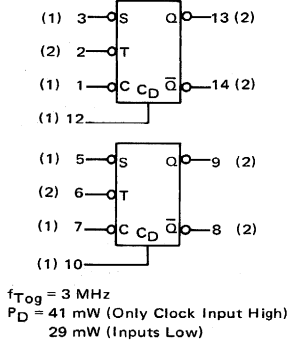 (1) 3 S Q 13 (2)
(2) 2 T
(1) 1 C CD Q̅ 14 (2)
(1) 12
(1) 5 S Q 9 (2)
(2) 6 T
(1) 7 C CD Q̅ 8 (2)
(1) 10
fTog = 3 MHz
PD = 41 mW (Only Clock Input High)
29 mW (Inputs Low)